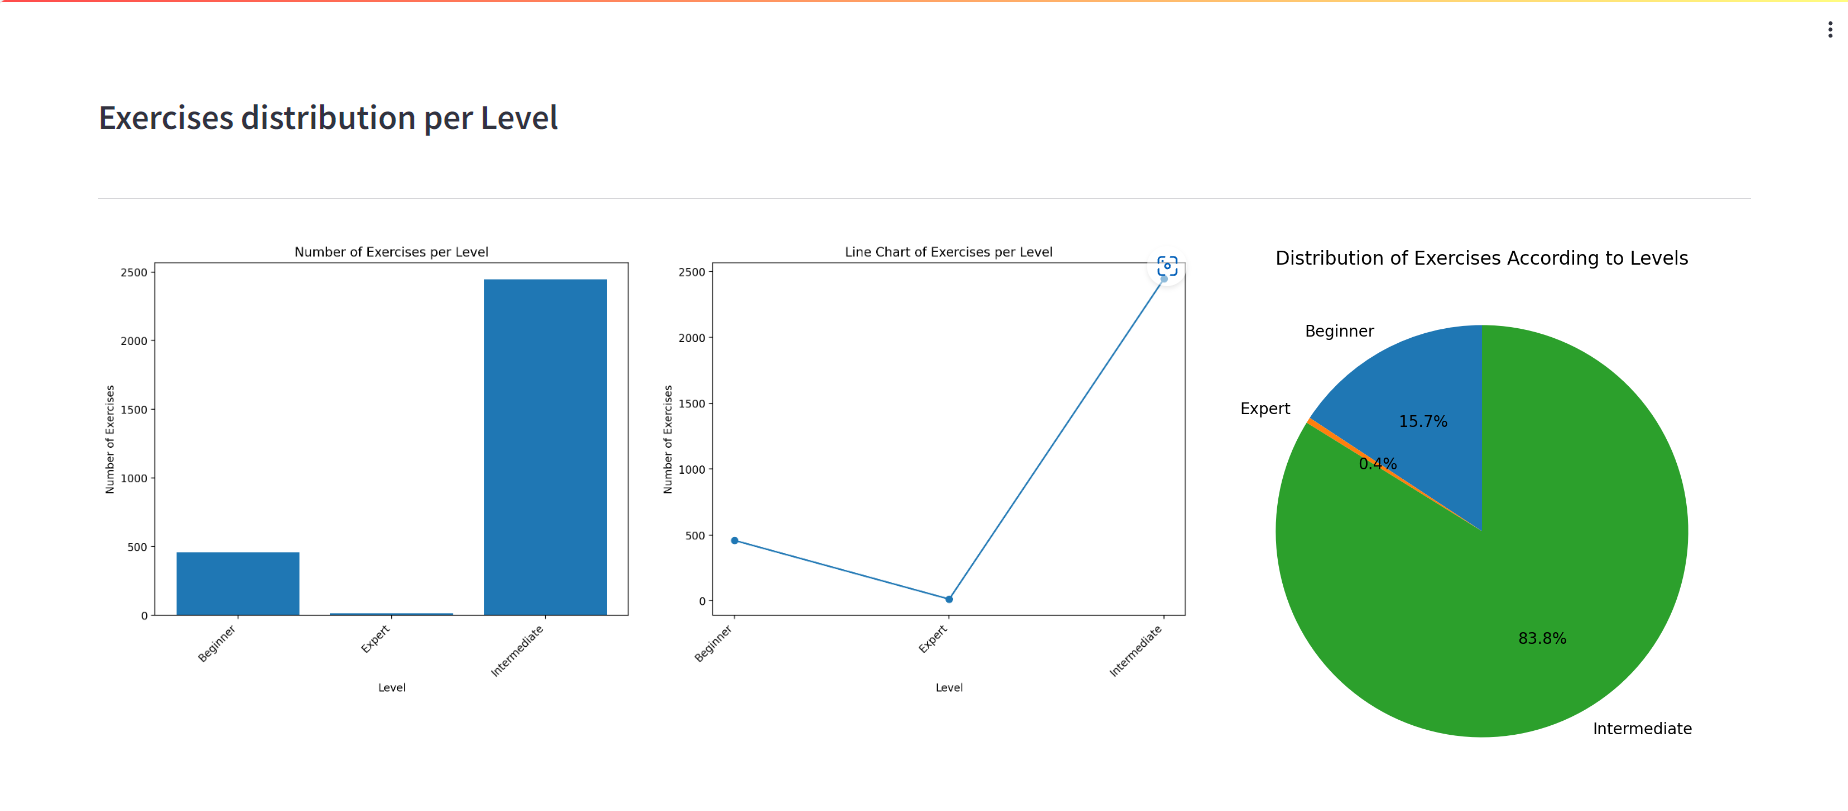 Exercises distribution per Level
Number of Exercises per Level
2500
2000
1500
1000
500
0
Number of Exercises
Beginner
Expert
Intermediate
Level
Line Chart of Exercises per Level
2500
2000
1500
1000
500
0
Number of Exercises
Beginner
Expert
Intermediate
Level
Distribution of Exercises According to Levels
Beginner
Expert
15.7%
0.4%
83.8%
Intermediate